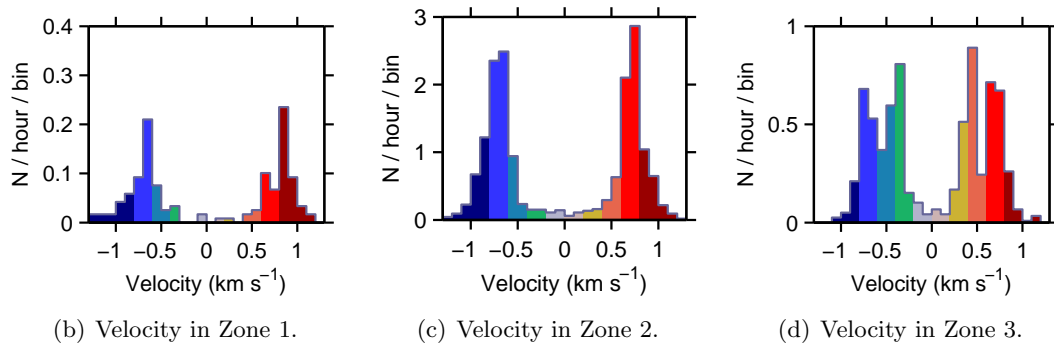 0.4
0.3
0.2
0.1
0
N / hour / bin
−1 −0.5 0 0.5 1
Velocity (km s−1)
(b) Velocity in Zone 1.
3
2
1
0
N / hour / bin
−1 −0.5 0 0.5 1
Velocity (km s−1)
(c) Velocity in Zone 2.
1
0.5
0
N / hour / bin
−1 −0.5 0 0.5 1
Velocity (km s−1)
(d) Velocity in Zone 3.